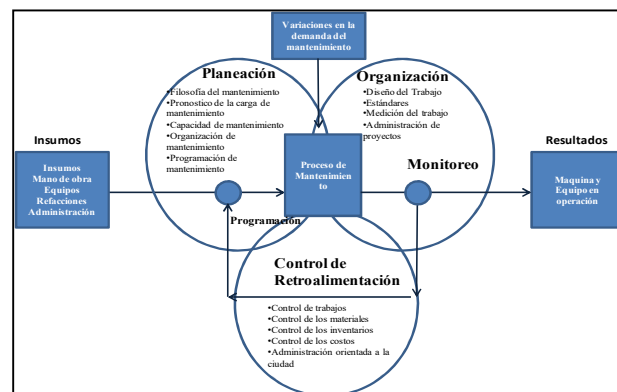 Variaciones en la
demanda del
mantenimiento
Planeación
•Filosofía del mantenimiento
•Pronostico de la carga de
mantenimiento
•Capacidad de mantenimiento
•Organización de
mantenimiento
•Programación de
mantenimiento
Organización
•Diseño del Trabajo
•Estándares
•Medición del trabajo
•Administración de
proyectos
Insumos
Insumos
Mano de obra
Equipos
Refacciones
Administración
Proceso de
Mantenimie
nto
Monitoreo
Resultados
Maquina y
Equipo en
operación
Programación
Control de
Retroalimentación
•Control de trabajos
•Control de los materiales
•Control de los inventarios
•Control de los costos
•Administración orientada a la
ciudad